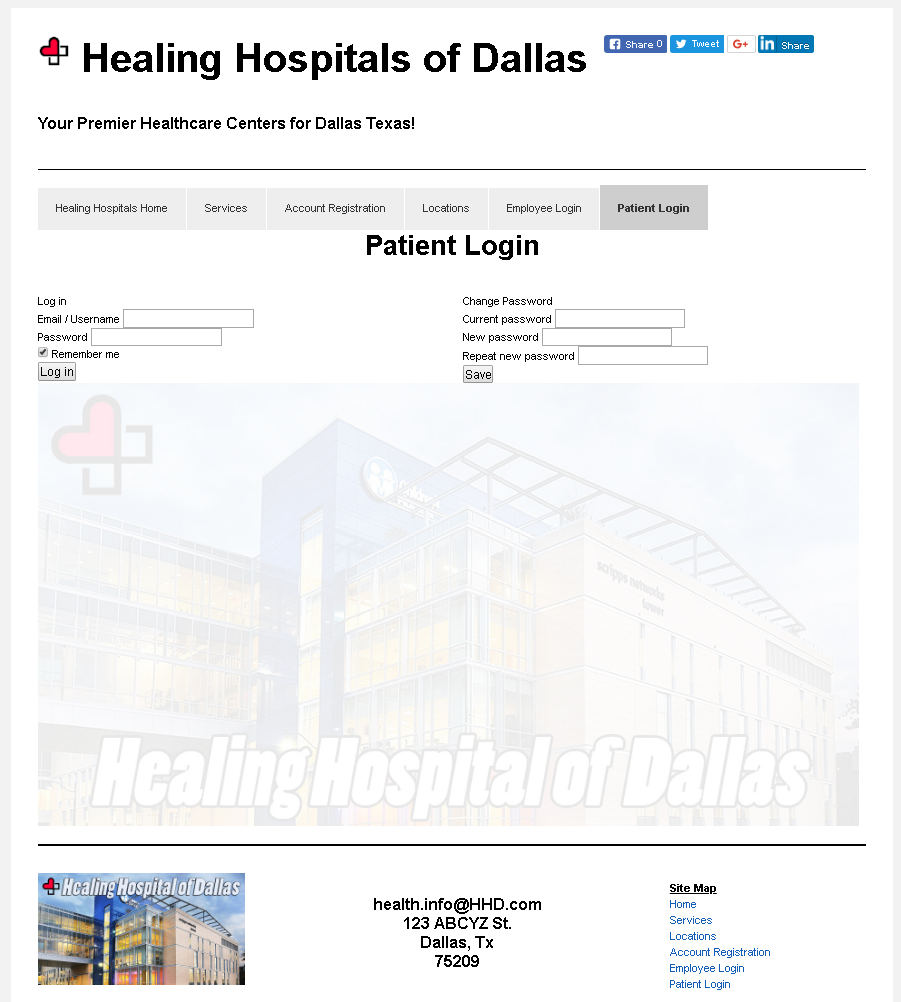 Healing Hospitals of Dallas
Share 0
Tweet
G+
in Share
Your Premier Healthcare Centers for Dallas Texas!
Healing Hospitals Home
Services
Account Registration
Locations
Employee Login
Patient Login
Patient Login
Log in
Email / Username
Password
Remember me
Log in
Change Password
Current password
New password
Repeat new password
Save
scripps networks
tower
Healing Hospital of Dallas
Healing Hospital of Dallas
health.info@HHD.com
123 ABCYZ St.
Dallas, Tx
75209
Site Map
Home
Services
Locations
Account Registration
Employee Login
Patient Login